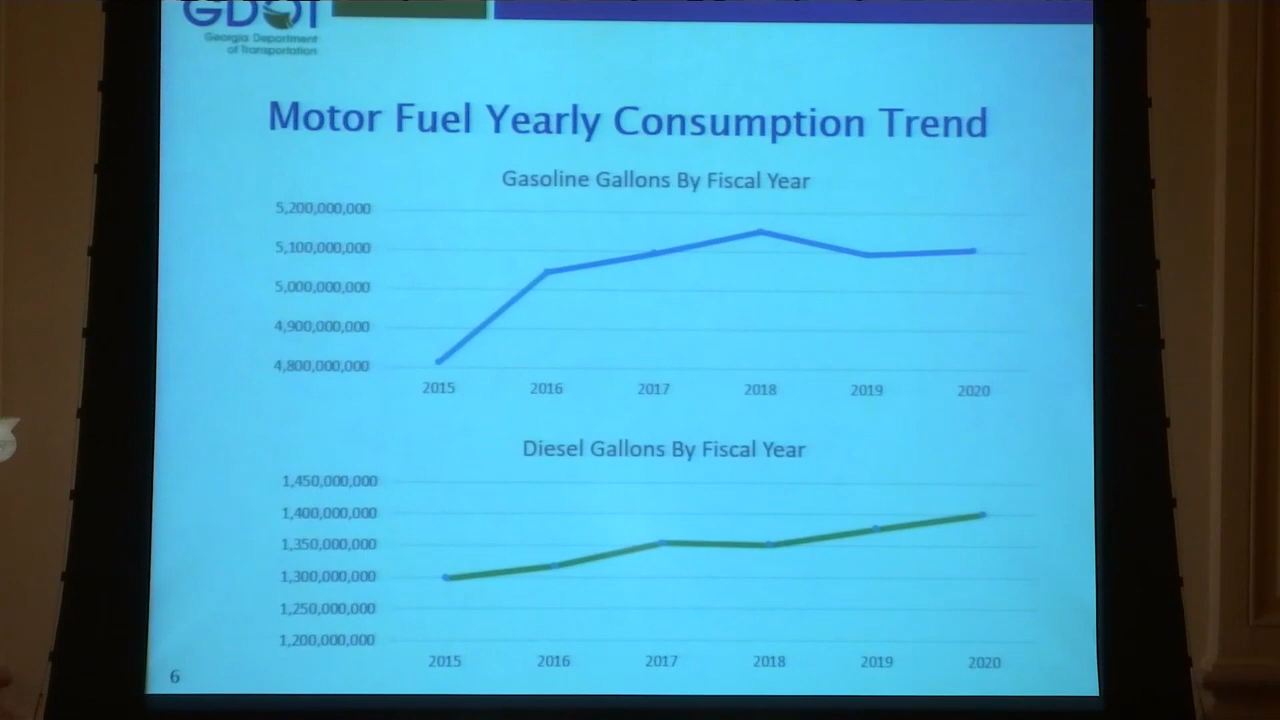 GDOT
Georgia Department
of Transportation
Motor Fuel Yearly Consumption Trend
Gasoline Gallons By Fiscal Year
5,200,000,000
5,100,000,000
5,000,000,000
4,900,000,000
4,800,000,000
2015 2016 2017 2018 2019 2020
Diesel Gallons By Fiscal Year
1,450,000,000
1,400,000,000
1,350,000,000
1,300,000,000
1,250,000,000
1,200,000,000
2015 2016 2017 2018 2019 2020
6